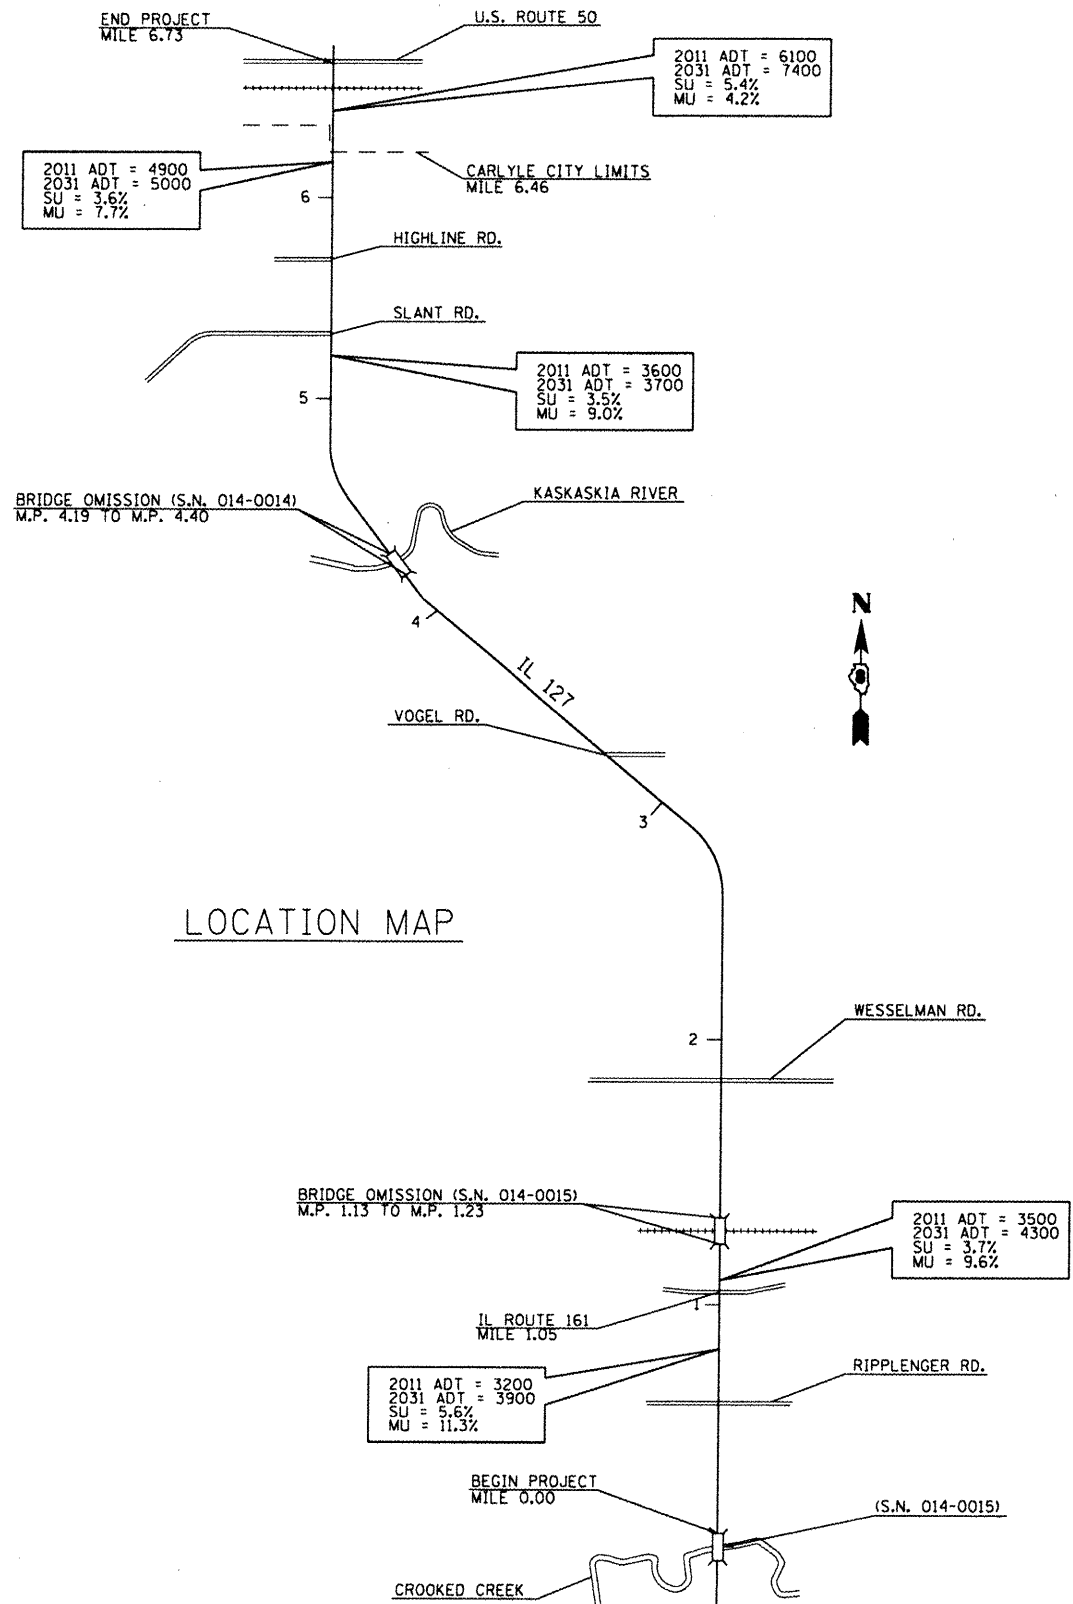 END PROJECT
MILE 6.73
U.S. ROUTE 50
2011 ADT = 6100
2031 ADT = 7400
SU = 5.4%
MU = 4.2%
2011 ADT = 4900
2031 ADT = 5000
SU = 3.6%
MU = 7.7%
CARLYLE CITY LIMITS
MILE 6.46
6
HIGHLINE RD.
SLANT RD.
2011 ADT = 3600
2031 ADT = 3700
SU = 3.5%
MU = 9.0%
5
BRIDGE OMISSION (S.N. 014-0014)
M.P. 4.19 TO M.P. 4.40
KASKASKIA RIVER
N
4
IL 127
VOGEL RD.
3
LOCATION MAP
WESSELMAN RD.
2
BRIDGE OMISSION (S.N. 014-0015)
M.P. 1.13 TO M.P. 1.23
2011 ADT = 3500
2031 ADT = 4300
SU = 3.7%
MU = 9.6%
1
IL ROUTE 161
MILE 1.05
2011 ADT = 3200
2031 ADT = 3900
SU = 5.6%
MU = 11.3%
RIPPLENGER RD.
BEGIN PROJECT
MILE 0.00
(S.N. 014-0015)
CROOKED CREEK